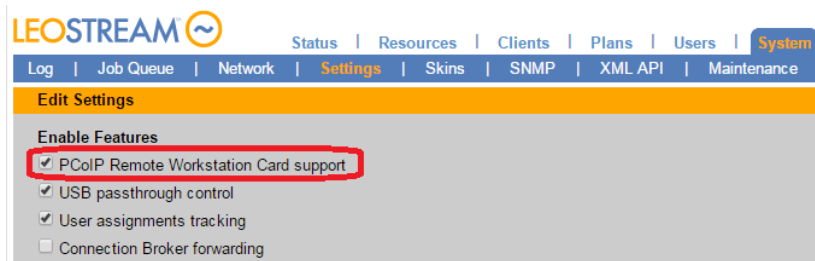 LEOSTREAM
Status | Resources | Clients | Plans | Users | System
Log | Job Queue | Network | Settings | Skins | SNMP | XML API | Maintenance
Edit Settings
Enable Features
PCoIP Remote Workstation Card support
USB passthrough control
User assignments tracking
Connection Broker forwarding